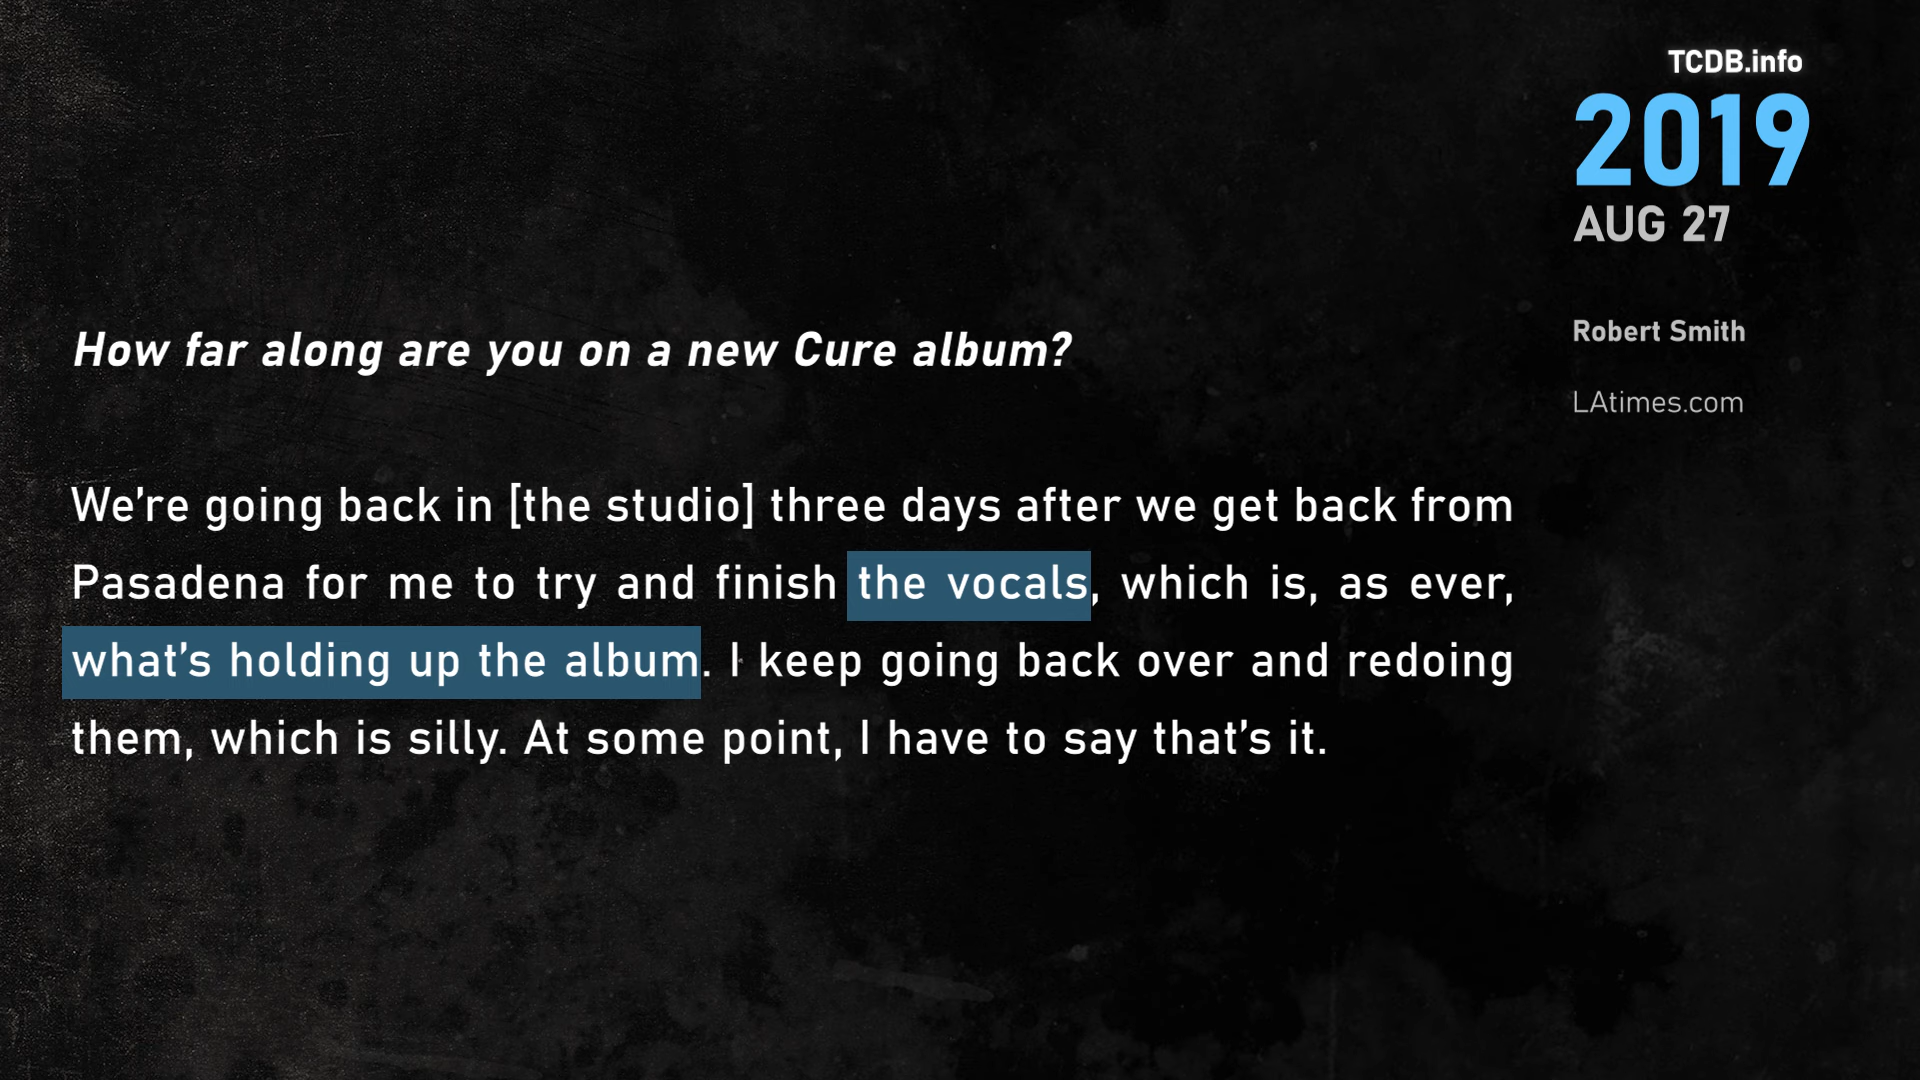 TCDB.info
2019
AUG 27
Robert Smith
LAtimes.com
How far along are you on a new Cure album?
We’re going back in [the studio] three days after we get back from
Pasadena for me to try and finish the vocals, which is, as ever,
what’s holding up the album. I keep going back over and redoing
them, which is silly. At some point, I have to say that’s it.